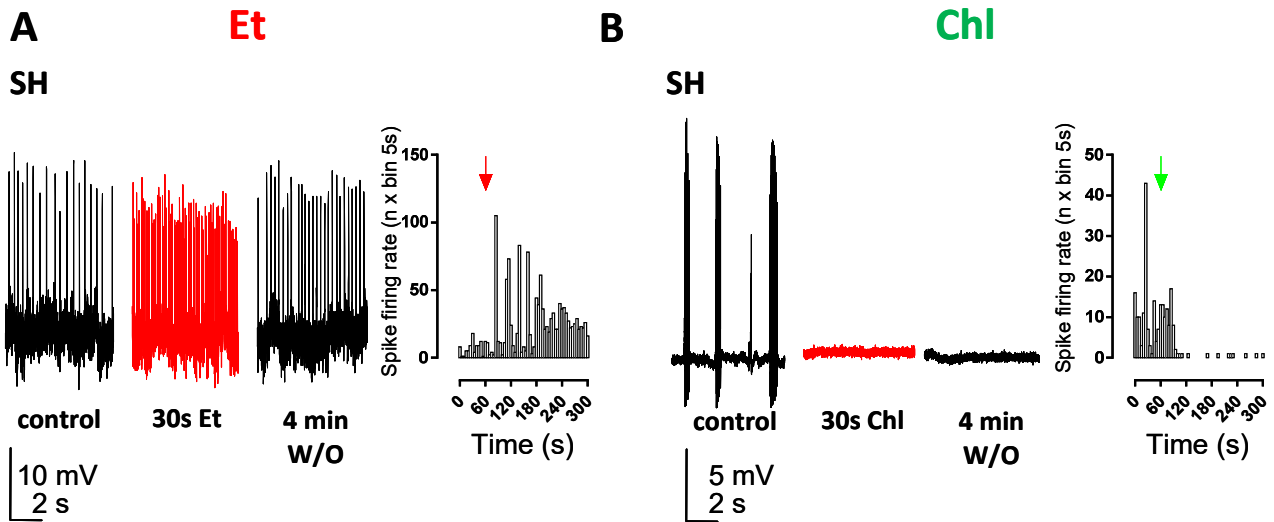 A
Et
B
Chl
SH
SH
Spike firing rate (n x bin 5s)
150
100
50
0
0
60
120
180
240
300
Time (s)
control
30s Et
4 min
W/O
10 mV
2 s
Spike firing rate (n x bin 5s)
50
40
30
20
10
0
0
60
120
180
240
300
Time (s)
control
30s Chl
4 min
W/O
5 mV
2 s